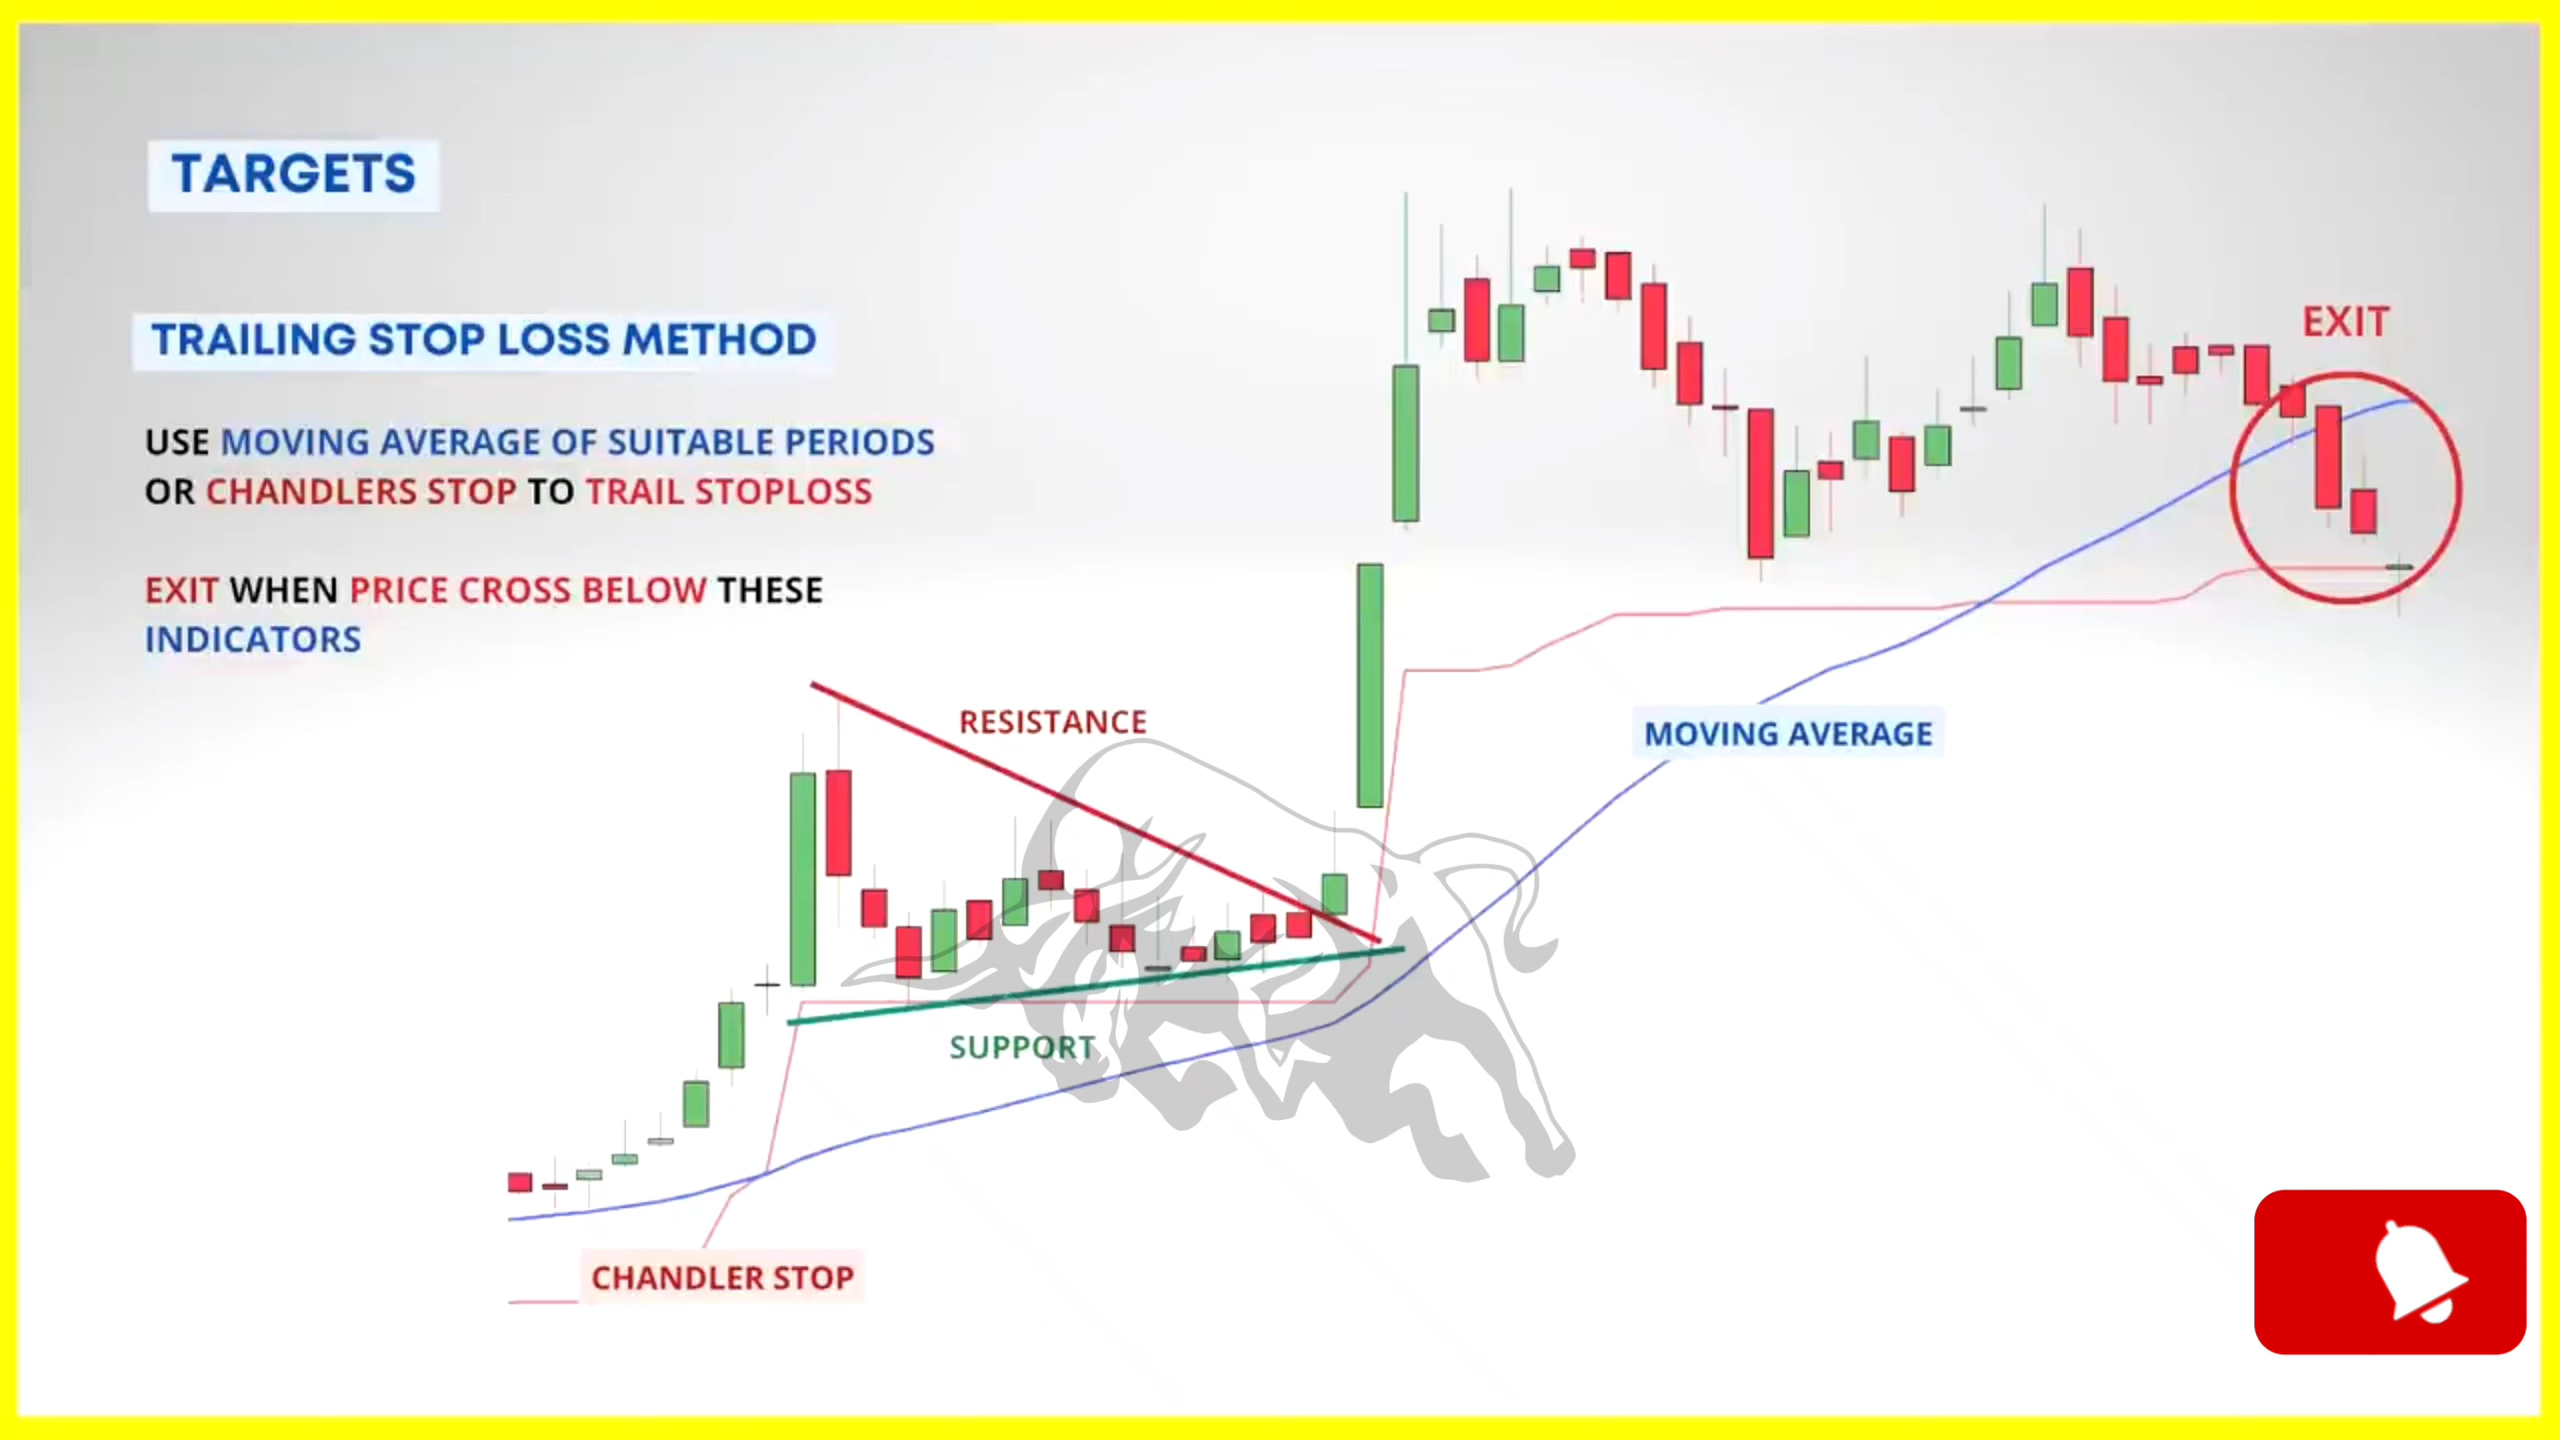 TARGETS
TRAILING STOP LOSS METHOD
USE MOVING AVERAGE OF SUITABLE PERIODS
OR CHANDLERS STOP TO TRAIL STOPLOSS
EXIT WHEN PRICE CROSS BELOW THESE
INDICATORS
EXIT
RESISTANCE
MOVING AVERAGE
SUPPORT
CHANDLER STOP